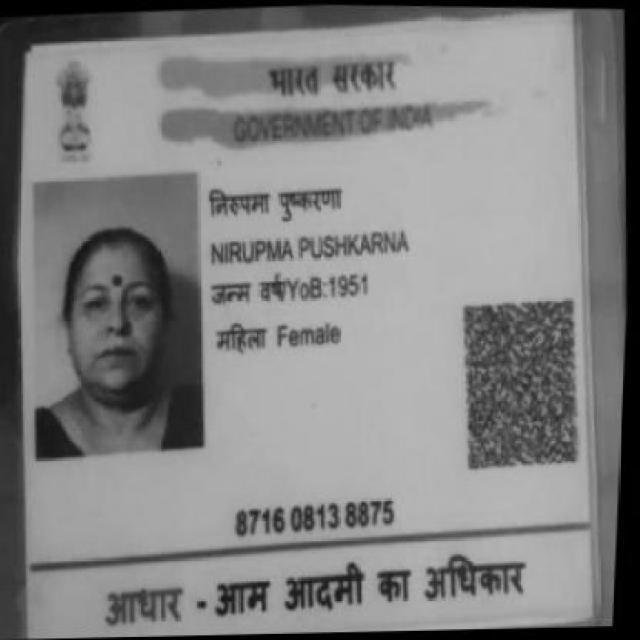 भारत सरकार
GOVERNMENT OF INDIA
निरुपमा पुष्करणा
NIRUPMA PUSHKARNA
जन्म वर्ष/YoB:1951
महिला Female
8716 0813 8875
आधार - आम आदमी का अधिकार